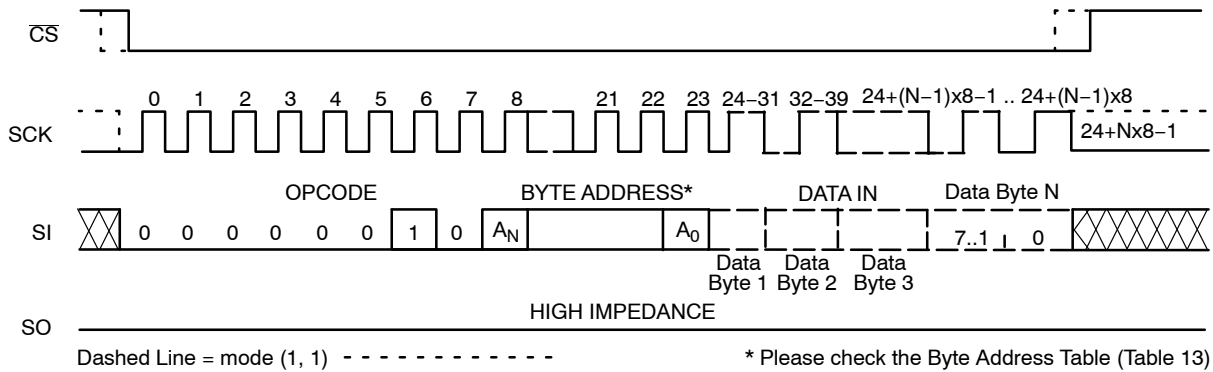 CS
0 1 2 3 4 5 6 7 8 21 22 23 24–31 32–39 24+(N–1)x8–1 .. 24+(N–1)x8
SCK
24+Nx8–1
OPCODE BYTE ADDRESS* DATA IN Data Byte N
SI
0 0 0 0 0 0 1 0 AN A0 7..1 0
Data Byte 1
Data Byte 2
Data Byte 3
HIGH IMPEDANCE
SO
Dashed Line = mode (1, 1) * Please check the Byte Address Table (Table 13)